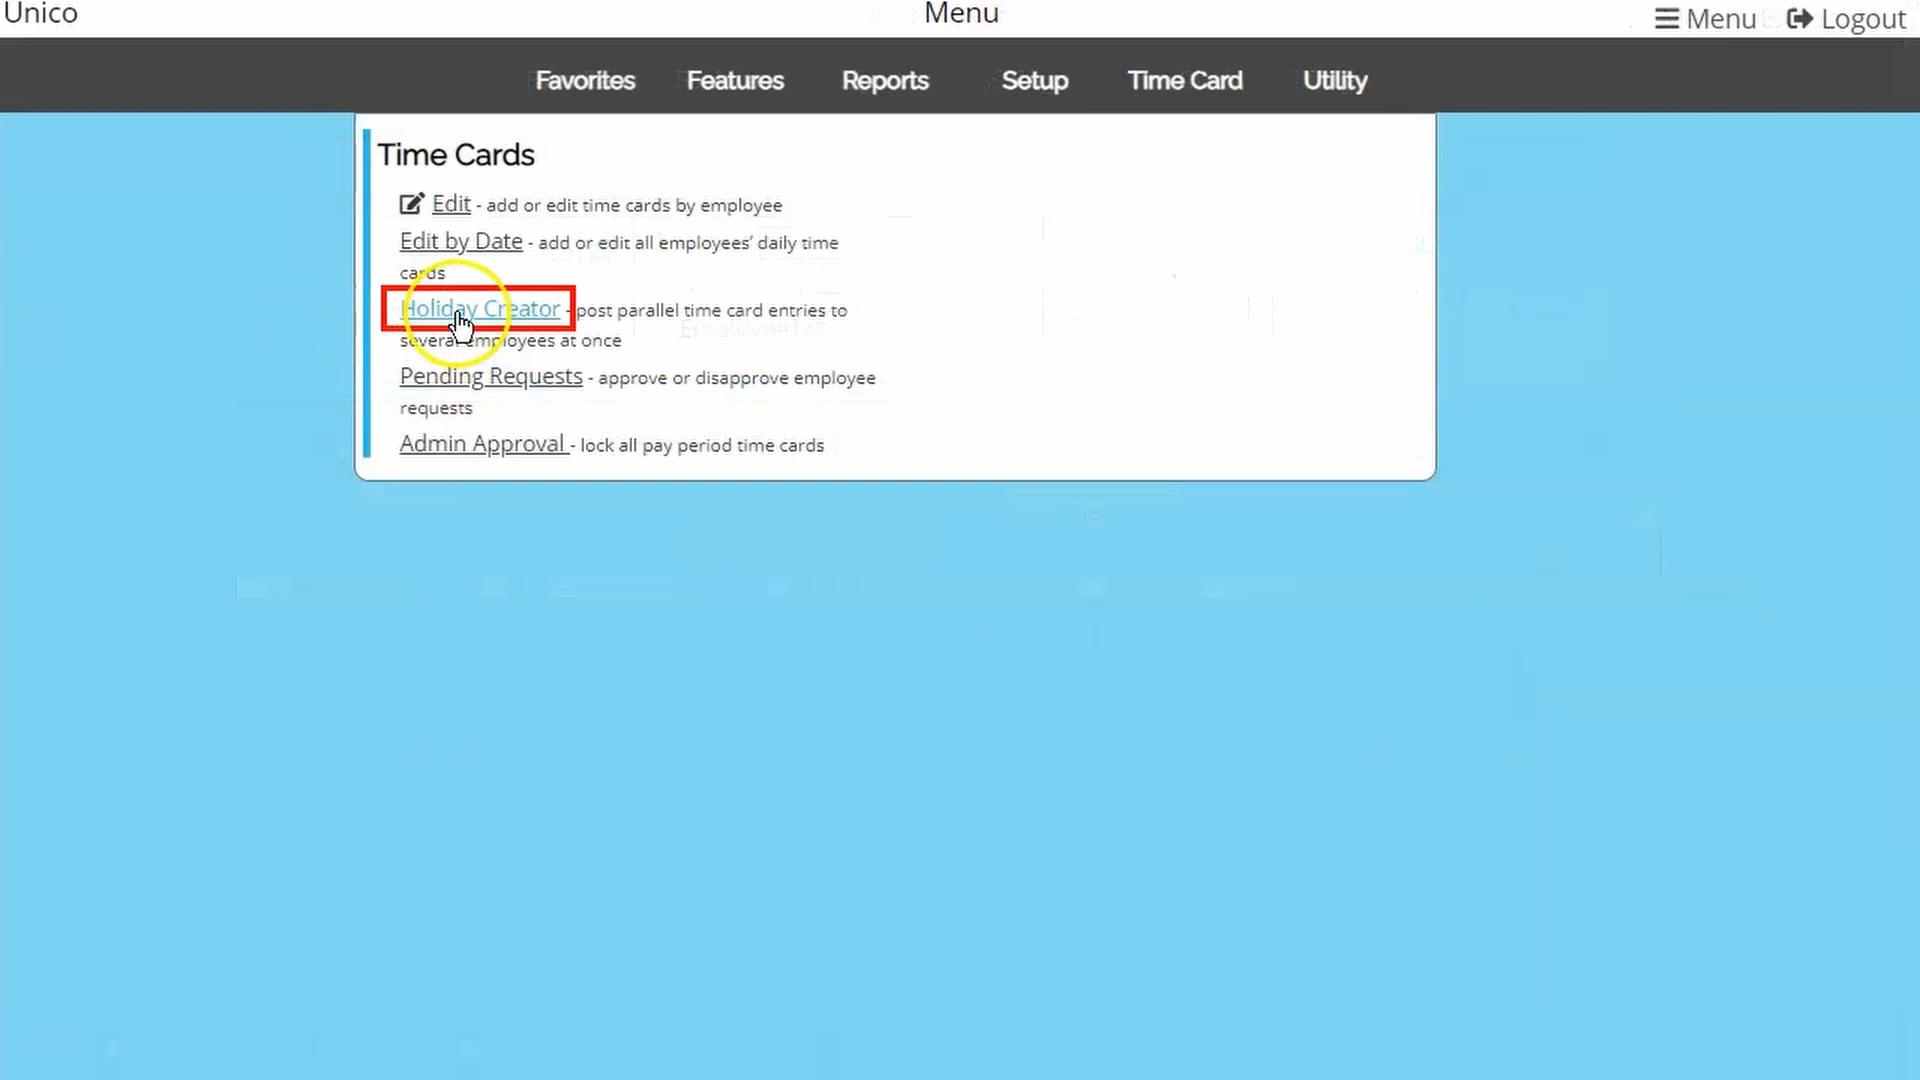 Unico
Menu
Menu
Logout
Favorites
Features
Reports
Setup
Time Card
Utility
Time Cards
Edit - add or edit time cards by employee
Edit by Date - add or edit all employees’ daily time
cards
Holiday Creator - post parallel time card entries to
several employees at once
Pending Requests - approve or disapprove employee
requests
Admin Approval - lock all pay period time cards